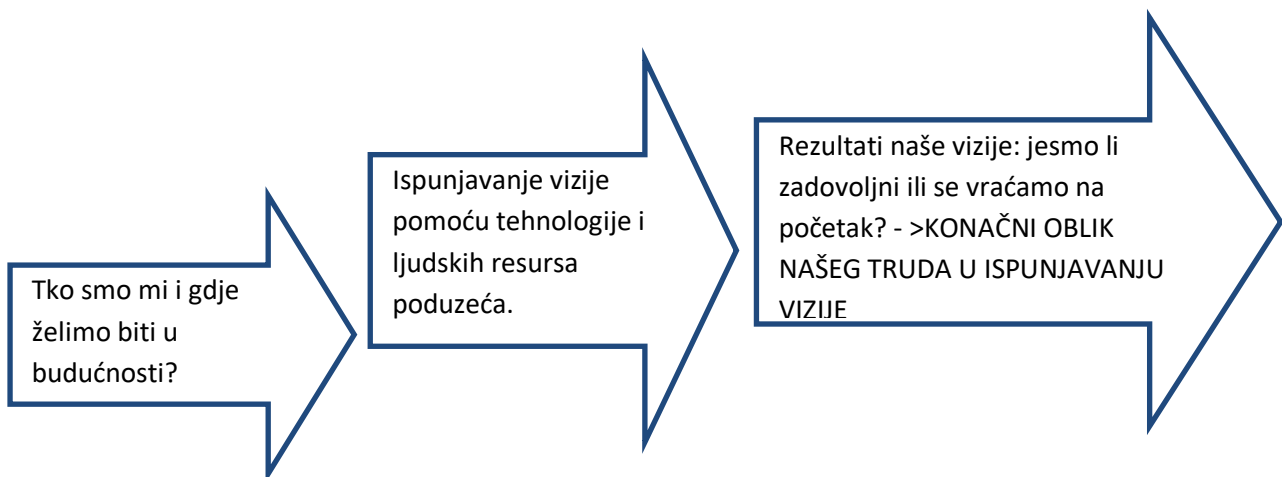 Tko smo mi i gdje
želimo biti u
budućnosti?
Ispunjavanje vizije
pomoću tehnologije i
ljudskih resursa
poduzeća.
Rezultati naše vizije: jesmo li
zadovoljni ili se vraćamo na
početak? - >KONAČNI OBLIK
NAŠEG TRUDA U ISPUNJAVANJU
VIZIJE